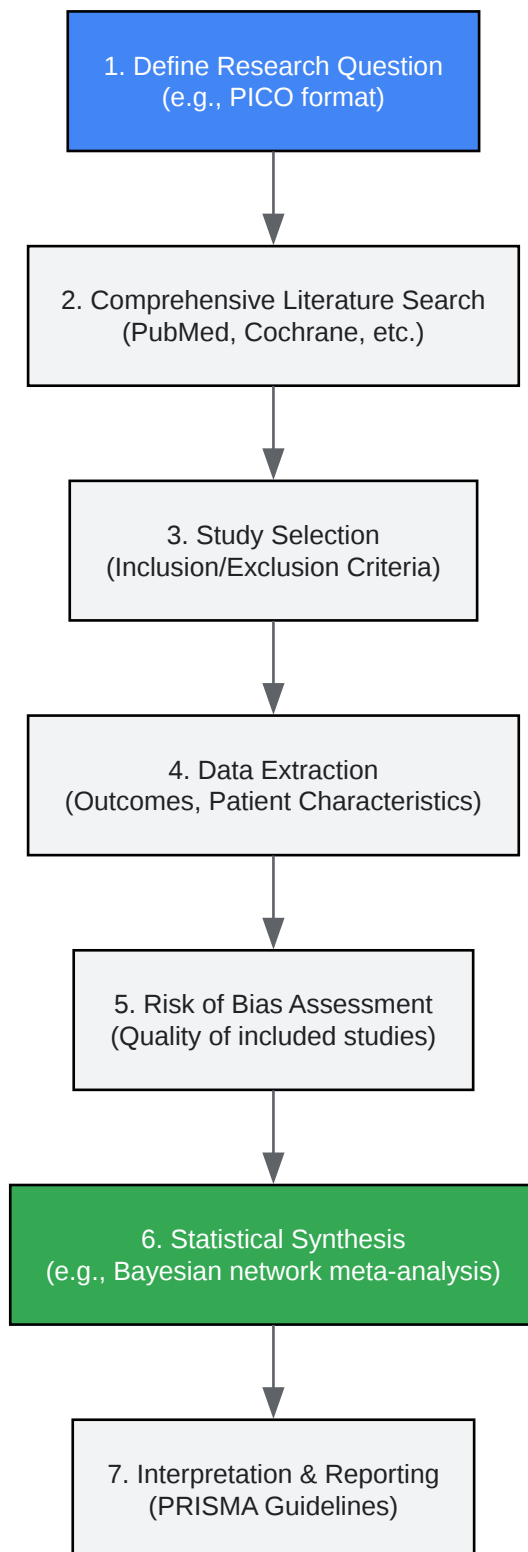 1. Define Research Question
(e.g., PICO format)
2. Comprehensive Literature Search
(PubMed, Cochrane, etc.)
3. Study Selection
(Inclusion/Exclusion Criteria)
4. Data Extraction
(Outcomes, Patient Characteristics)
5. Risk of Bias Assessment
(Quality of included studies)
6. Statistical Synthesis
(e.g., Bayesian network meta-analysis)
7. Interpretation & Reporting
(PRISMA Guidelines)